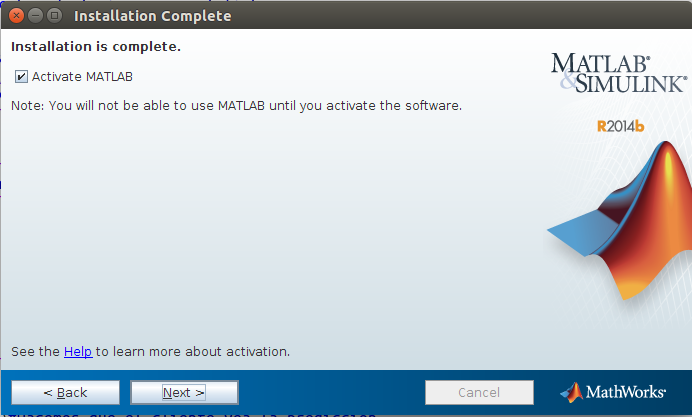 Installation Complete
Installation is complete.
Activate MATLAB
Note: You will not be able to use MATLAB until you activate the software.
MATLAB®
&SIMULINK®
R2014b
See the Help to learn more about activation.
< Back
Next >
Cancel
MathWorks®